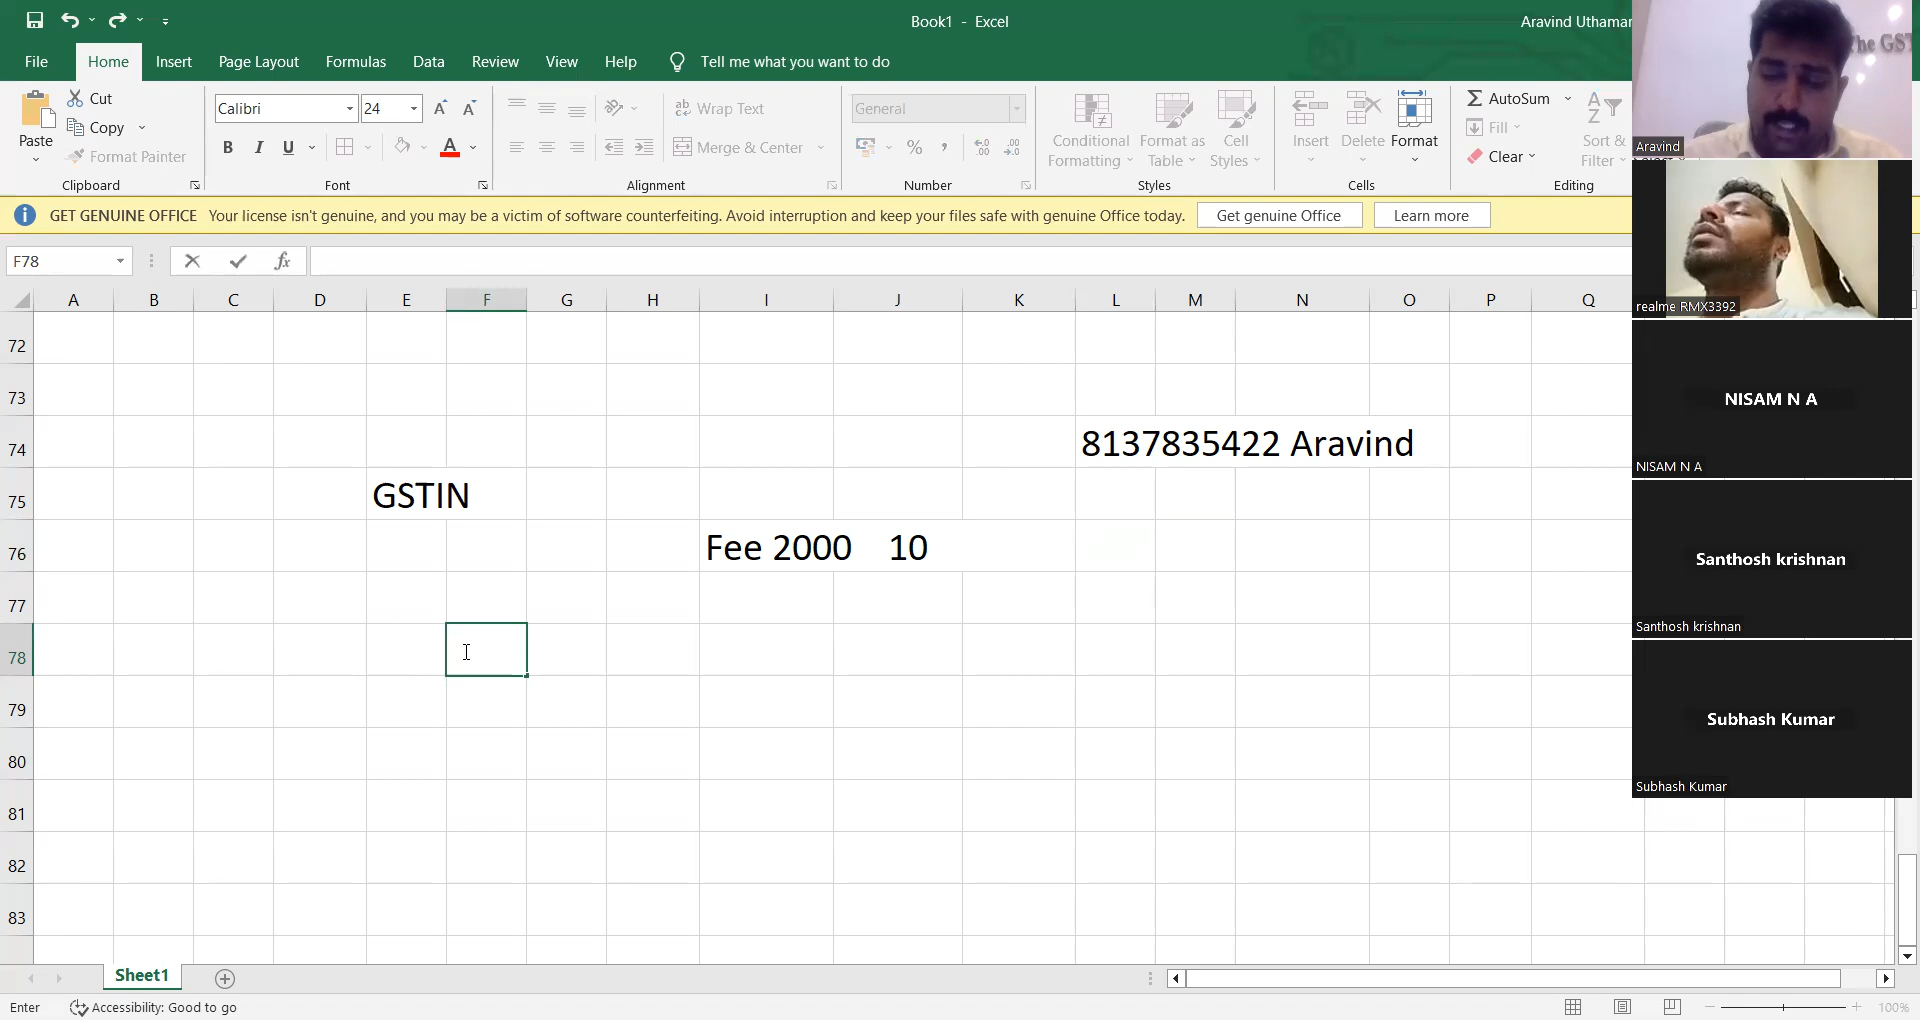 Book1 - Excel
Aravind Uthaman
File Home Insert Page Layout Formulas Data Review View Help Tell me what you want to do
Paste
Cut
Copy
Format Painter
Clipboard
Calibri 24
B I U
Font
Wrap Text
Merge & Center
Alignment
General
Number
Conditional Formatting
Format as Table
Cell Styles
Styles
Insert Delete Format
Cells
AutoSum
Fill
Clear
Sort &
Filter
Editing
GET GENUINE OFFICE Your license isn't genuine, and you may be a victim of software counterfeiting. Avoid interruption and keep your files safe with genuine Office today. Get genuine Office Learn more
F78
A B C D E F G H I J K L M N O P Q
72
73
74 8137835422 Aravind
75 GSTIN
76 Fee 2000 10
77
78
79
80
81
82
83
The GST
Aravind
realme RMX3392
NISAM N A
NISAM N A
Santhosh krishnan
Santhosh krishnan
Subhash Kumar
Subhash Kumar
Sheet1
Enter Accessibility: Good to go 100%